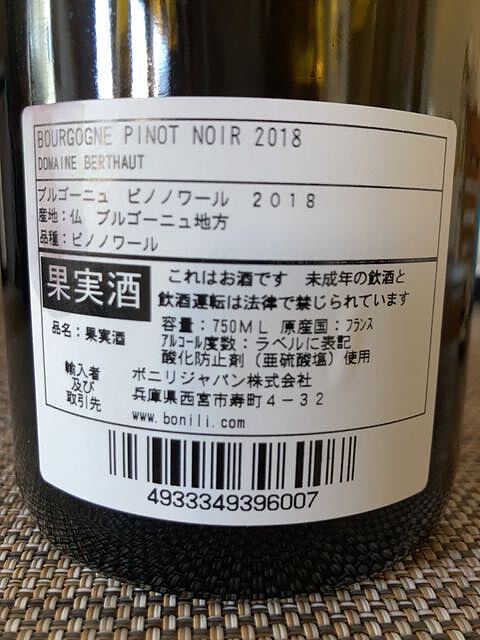 BOURGOGNE PINOT NOIR 2018
DOMAINE BERTHAUT
ブルゴーニュ ピノノワール 2018
産地：仏 ブルゴーニュ地方
品種：ピノノワール
果実酒
これはお酒です 未成年の飲酒と
飲酒運転は法律で禁じられています
品名：果実酒
容量：750ML 原産国：フランス
アルコール度数：ラベルに表記
酸化防止剤（亜硫酸塩）使用
輸入者
及び
取引先
ボニリジャパン株式会社
兵庫県西宮市寿町4－32
www.bonili.com
4933349396007